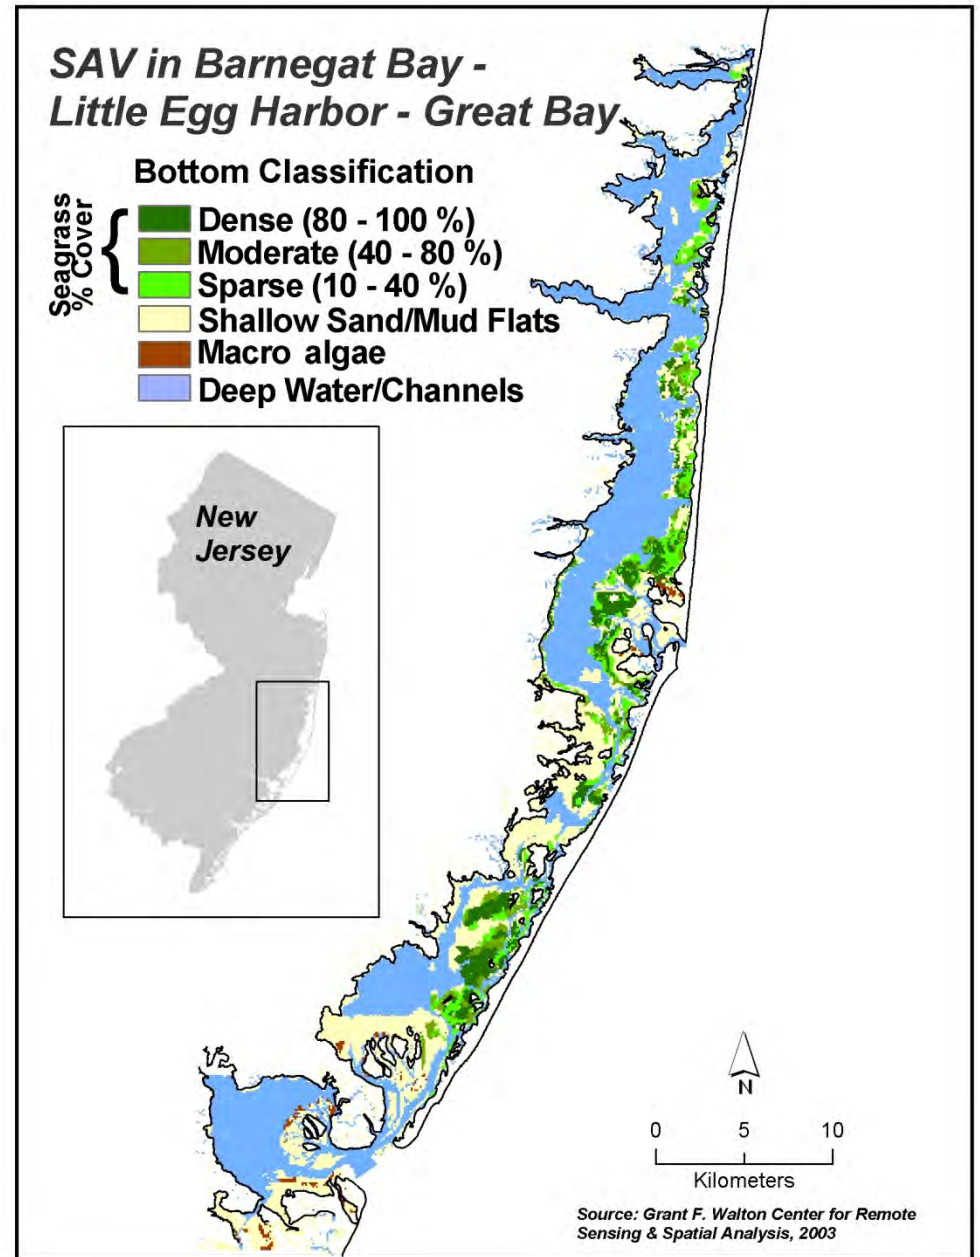 SAV in Barnegat Bay -
Little Egg Harbor - Great Bay
Bottom Classification
Seagrass
% Cover
{
Dense (80 - 100 %)
Moderate (40 - 80 %)
Sparse (10 - 40 %)
Shallow Sand/Mud Flats
Macro algae
Deep Water/Channels
New
Jersey
N
0 5 10
Kilometers
Source: Grant F. Walton Center for Remote
Sensing & Spatial Analysis, 2003